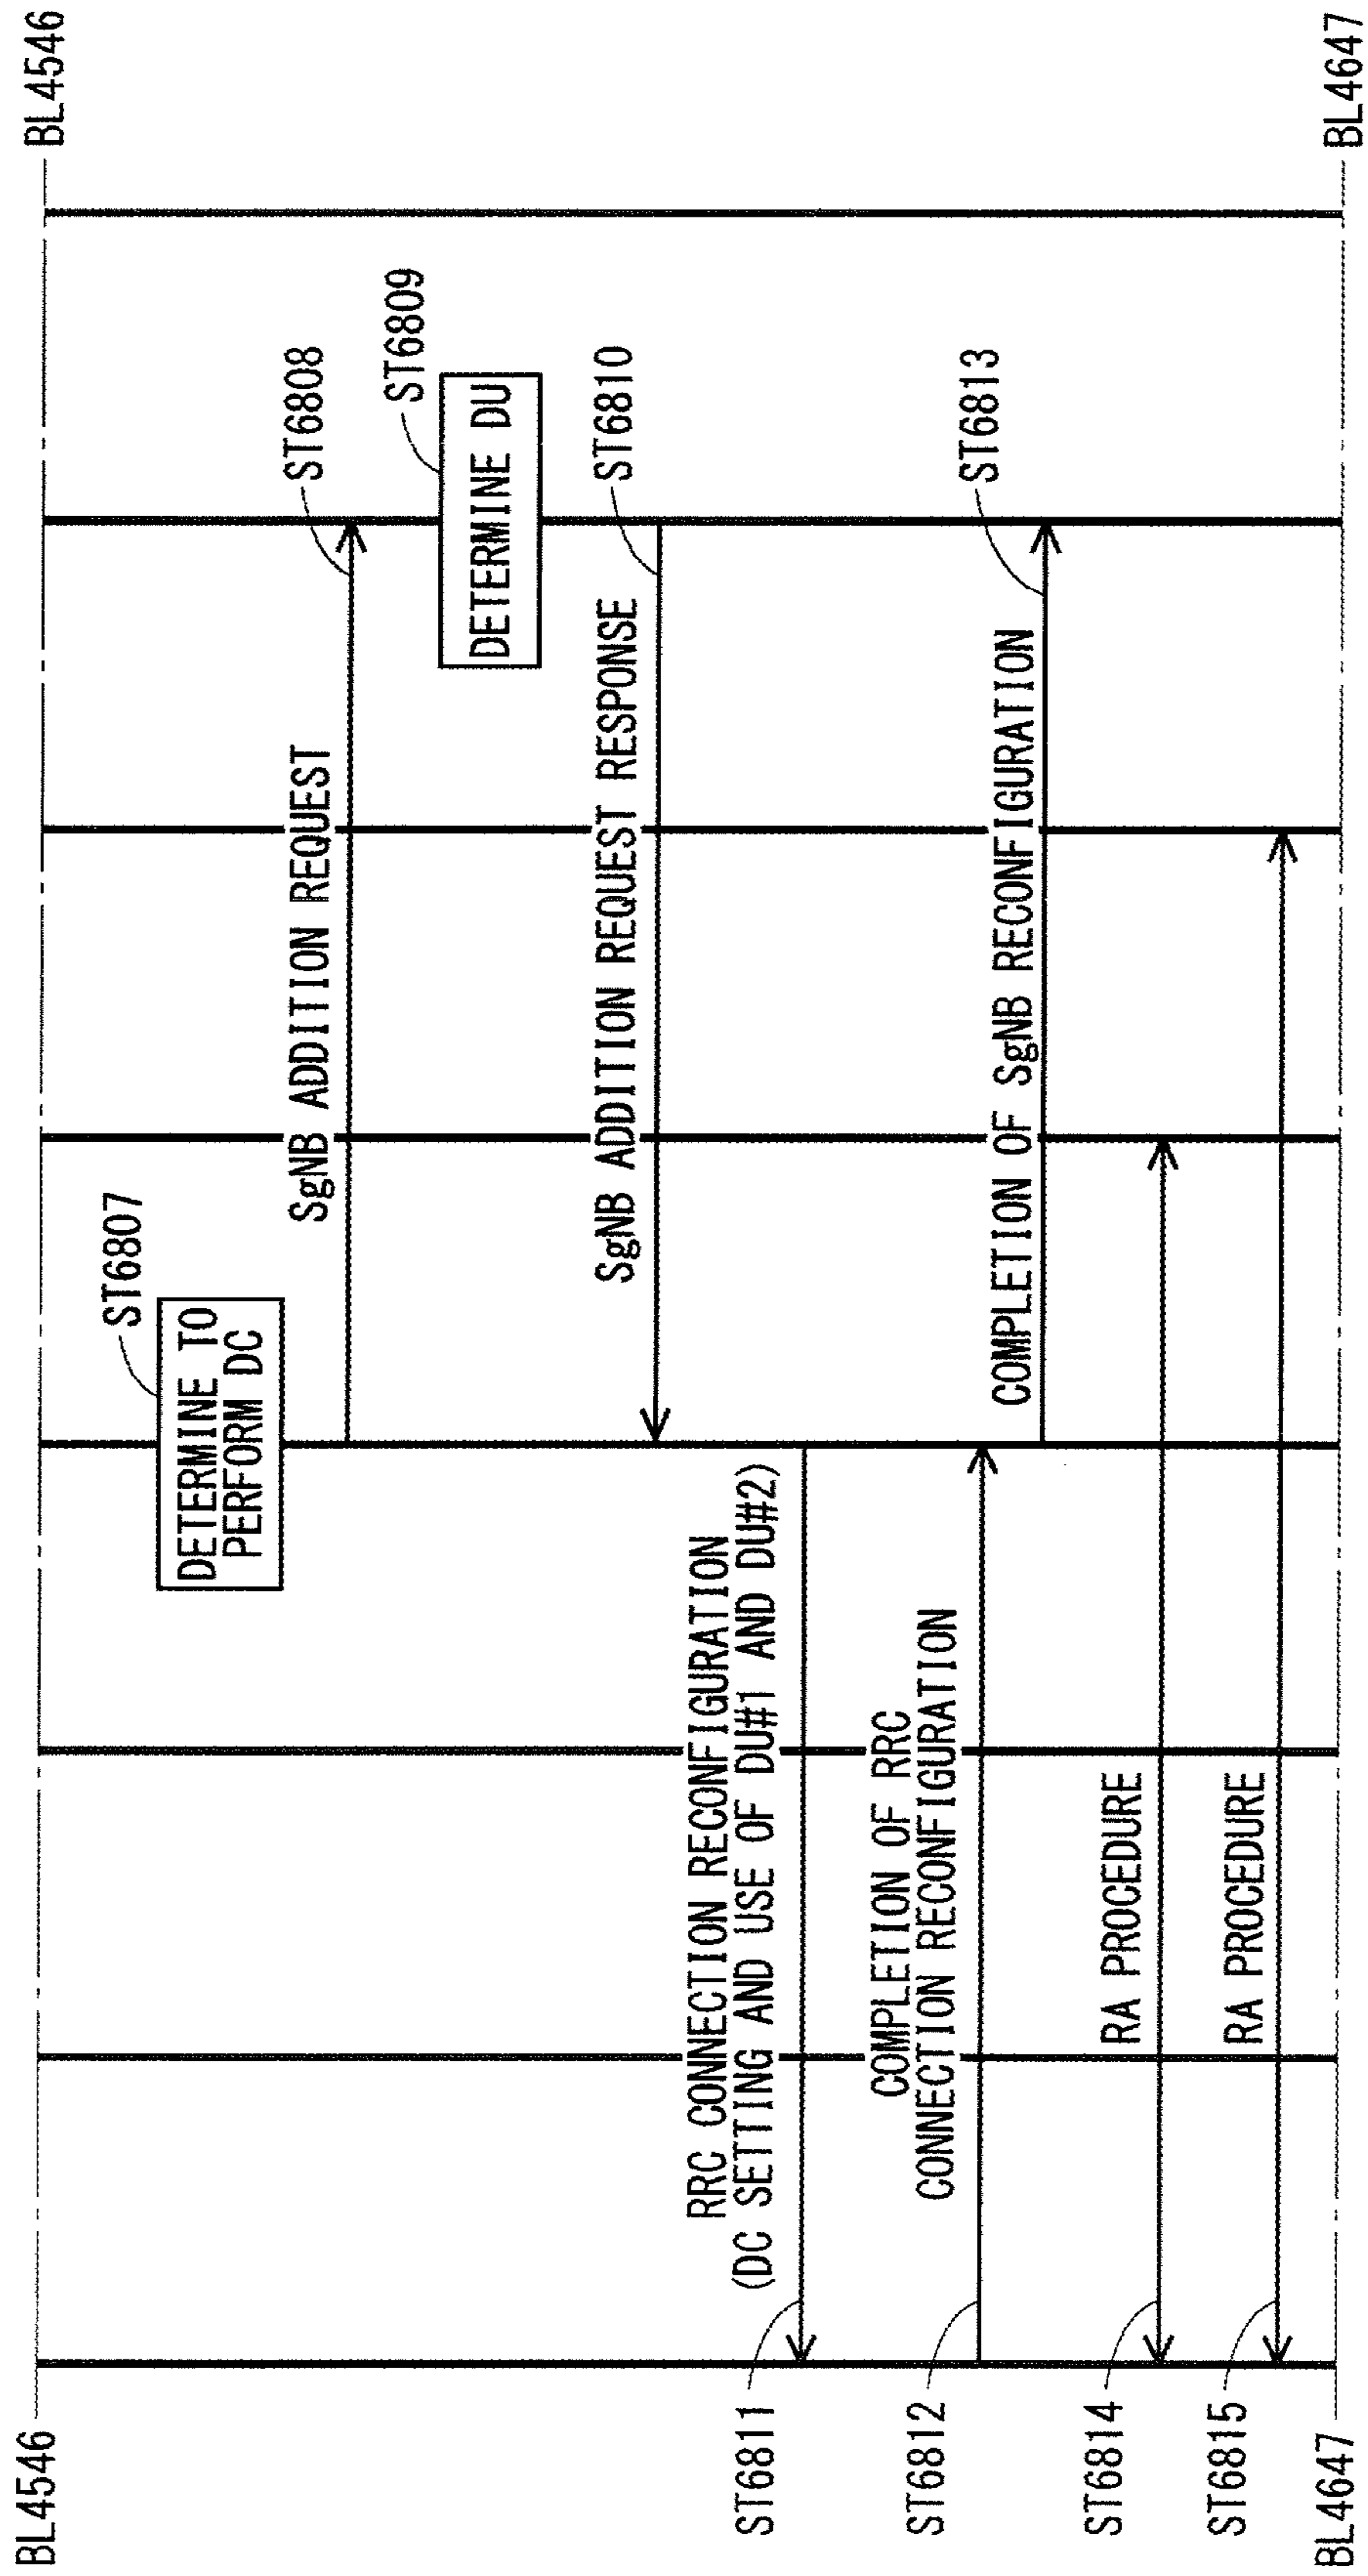 BL4546
BL4546
ST6807
DETERMINE TO
PERFORM DC
ST6808
SgNB ADDITION REQUEST
ST6809
DETERMINE DU
ST6810
SgNB ADDITION REQUEST RESPONSE
ST6811
RRC CONNECTION RECONFIGURATION
(DC SETTING AND USE OF DU#1 AND DU#2)
ST6812
COMPLETION OF RRC
CONNECTION RECONFIGURATION
ST6813
COMPLETION OF SgNB RECONFIGURATION
ST6814
RA PROCEDURE
ST6815
RA PROCEDURE
BL4647
BL4647